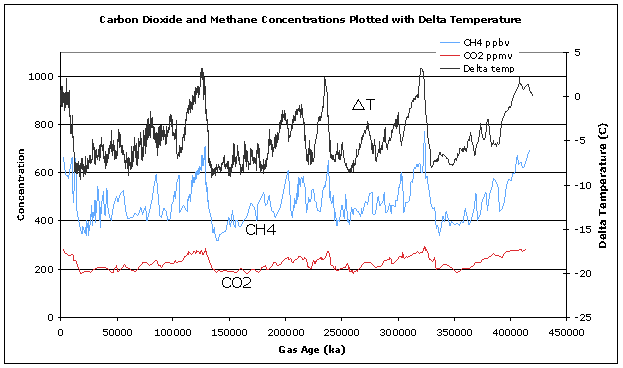 Carbon Dioxide and Methane Concentrations Plotted with Delta Temperature
CH4 ppbv
CO2 ppmv
Delta temp
1000
800
600
400
200
0
Concentration
5
0
-5
-10
-15
-20
-25
Delta Temperature (C)
△T
CH4
CO2
0 50000 100000 150000 200000 250000 300000 350000 400000 450000
Gas Age (ka)